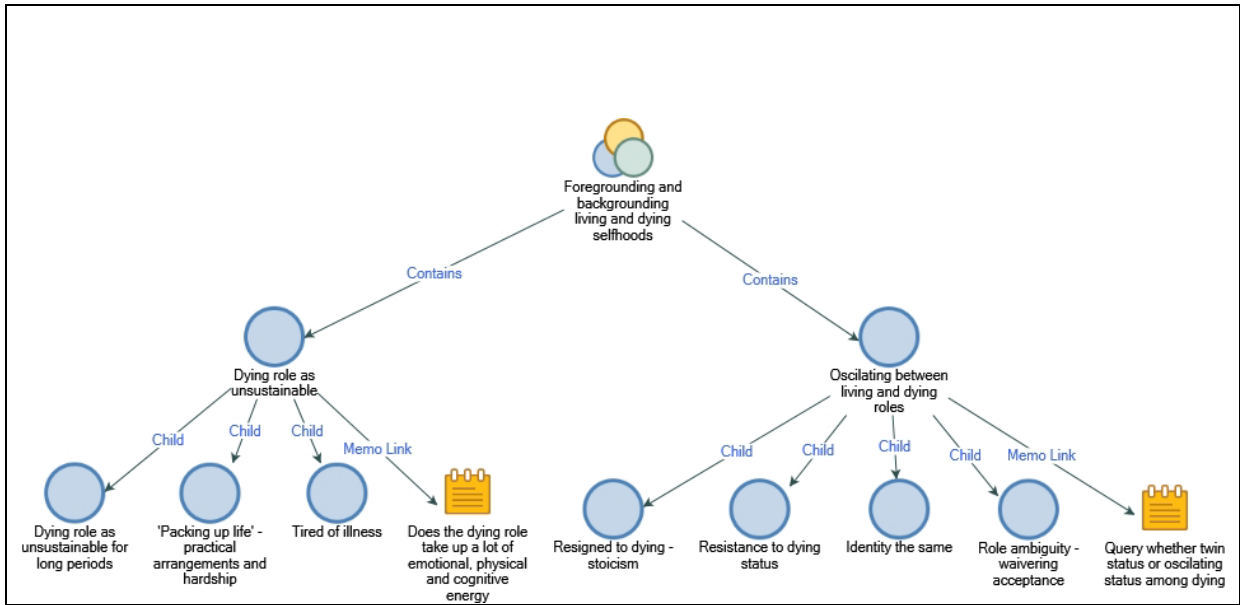 Foregrounding and
backgrounding
living and dying
selfhoods
Contains
Contains
Dying role as
unsustainable
Oscilating between
living and dying
roles
Child
Child
Child
Memo Link
Child
Child
Child
Child
Memo Link
Dying role as
unsustainable for
long periods
'Packing up life' -
practical
arrangements and
hardship
Tired of illness
Does the dying role
take up a lot of
emotional, physical
and cognitive
energy
Resigned to dying -
stoicism
Resistance to dying
status
Identity the same
Role ambiguity -
waivering
acceptance
Query whether twin
status or oscilating
status among dying